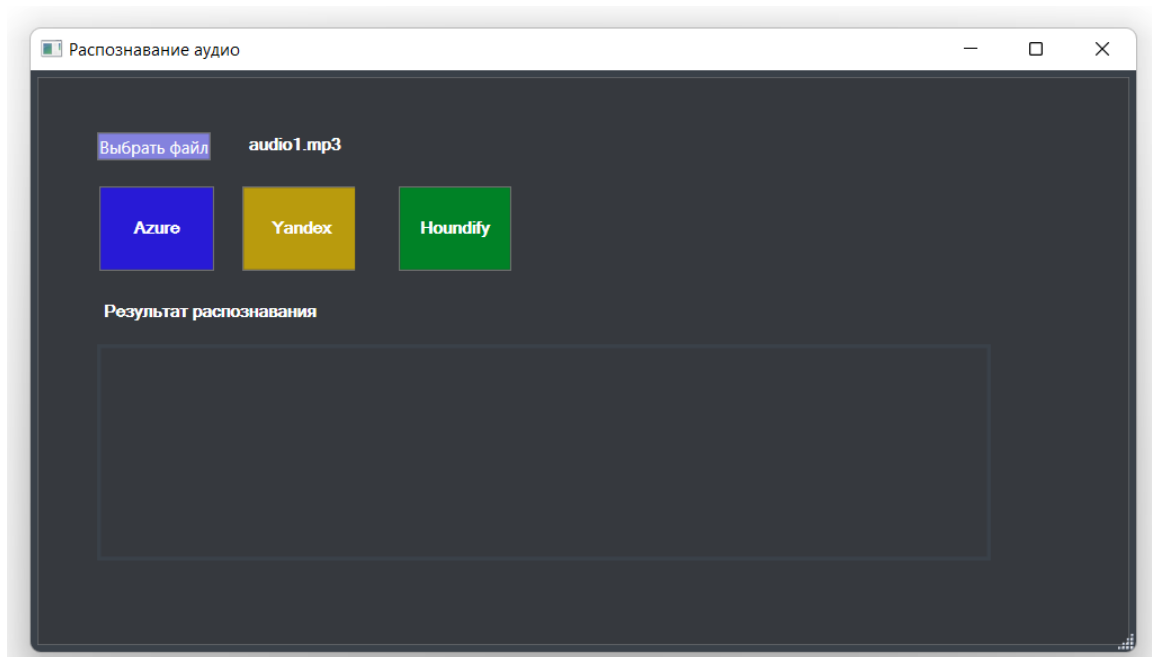 Распознавание аудио
Выбрать файл audio1.mp3
Azure Yandex Houndify
Результат распознавания